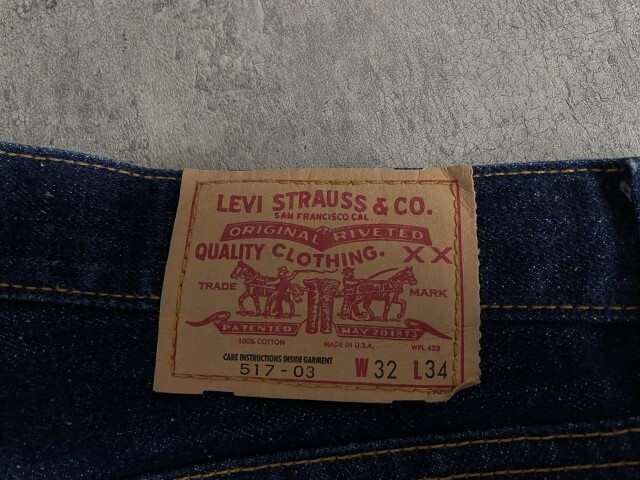 LEVI STRAUSS & CO.
SAN FRANCISCO, CAL.
ORIGINAL RIVETED
QUALITY CLOTHING. XX
TRADE MARK
PATENTED MAY 20 1873
100% COTTON MADE IN U.S.A. WPL 423
CARE INSTRUCTIONS INSIDE GARMENT
517-03 W 32 L 34